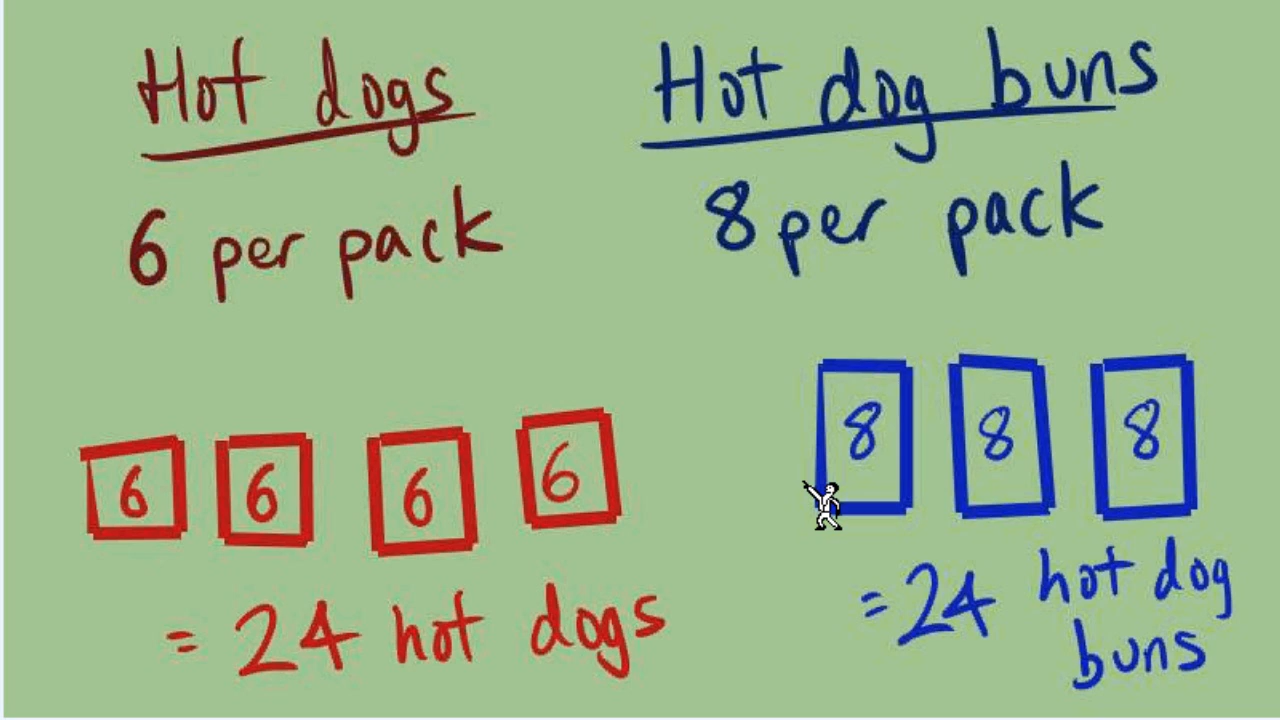 Hot dogs
6 per pack
Hot dog buns
8 per pack
6 6 6 6
= 24 hot dogs
8 8 8
= 24 hot dog
buns